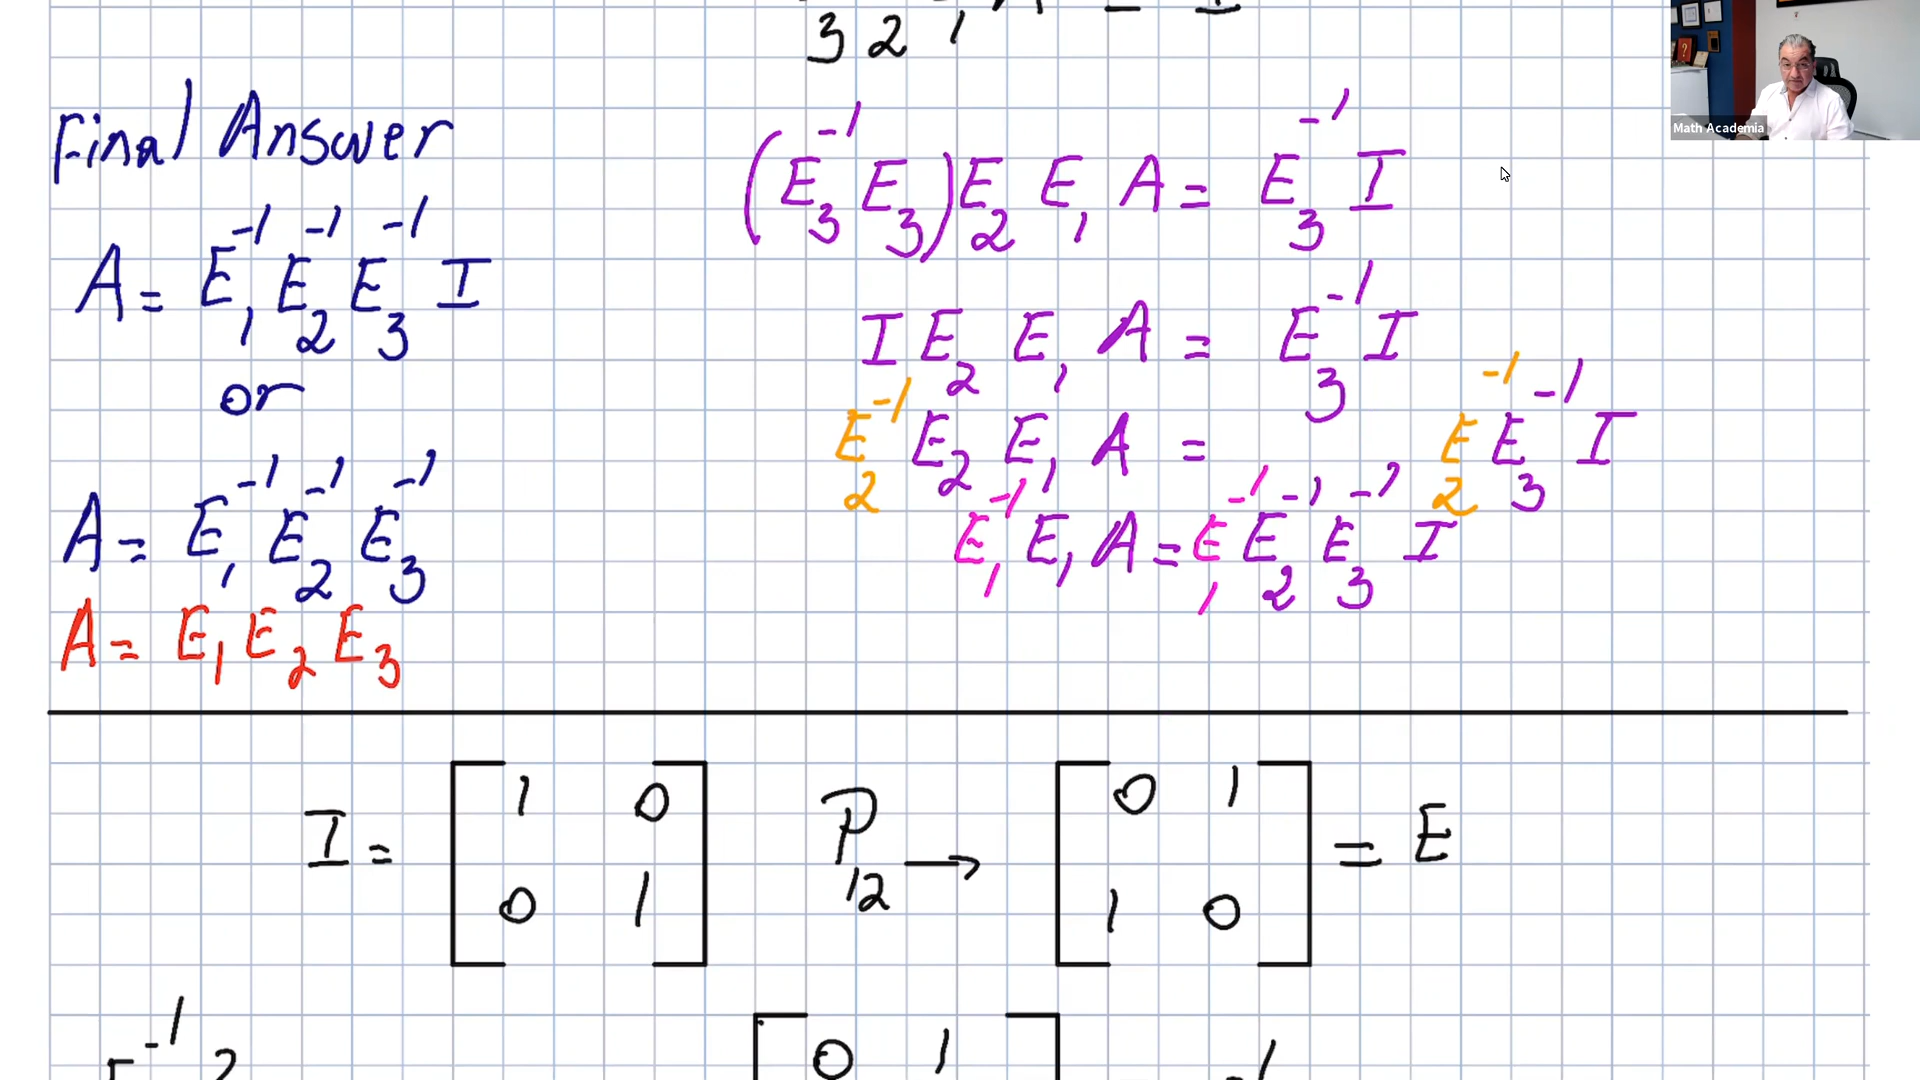 3 2 1 A = I
Final Answer
A = E₁⁻¹ E₂⁻¹ E₃⁻¹ I
or
A = E₁⁻¹ E₂⁻¹ E₃⁻¹
A = E₁ E₂ E₃
(E₃⁻¹ E₃) E₂ E₁ A = E₃⁻¹ I
I E₂ E₁ A = E₃⁻¹ I
E₂⁻¹ E₂ E₁ A = E₂⁻¹ E₃⁻¹ I
E₁⁻¹ E₁ A = E₁⁻¹ E₂⁻¹ E₃⁻¹ I
Math Academia
I = [1 0
0 1] P₁₂ → [0 1
1 0] = E
0 1